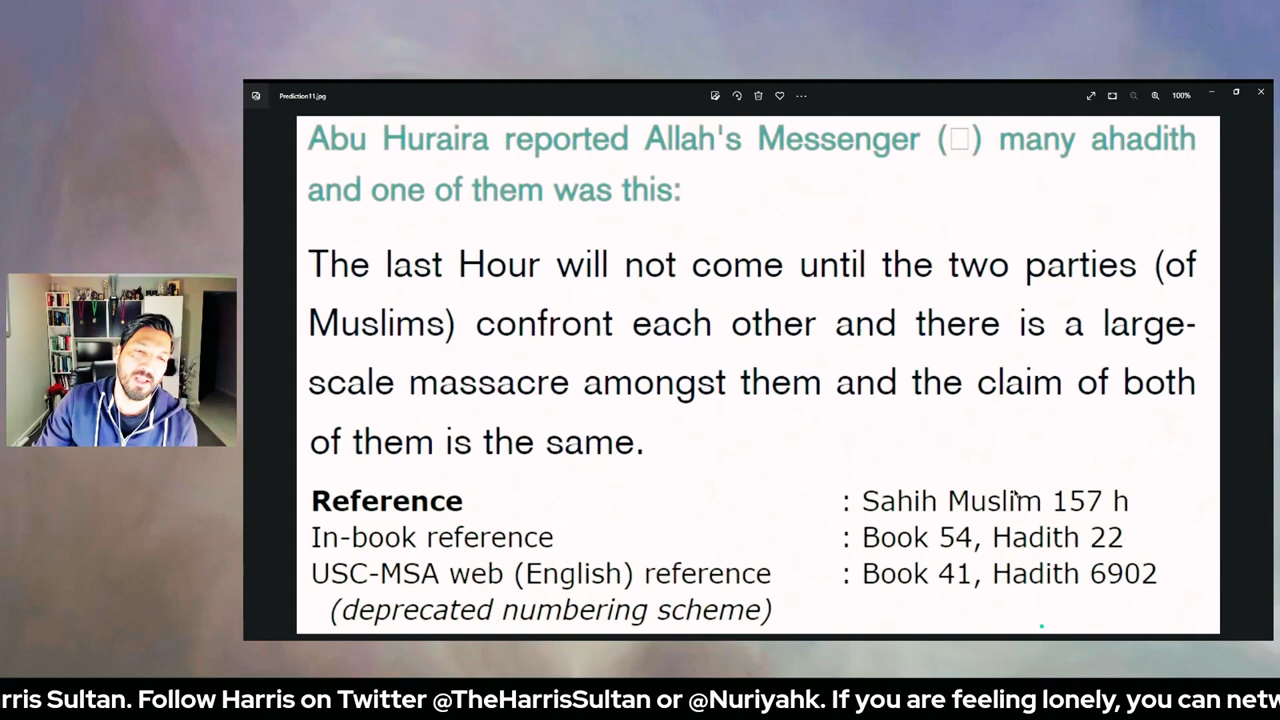 Prediction11.jpg
100%
Abu Huraira reported Allah's Messenger (□) many ahadith
and one of them was this:
The last Hour will not come until the two parties (of
Muslims) confront each other and there is a large-
scale massacre amongst them and the claim of both
of them is the same.
Reference : Sahih Muslim 157 h
In-book reference : Book 54, Hadith 22
USC-MSA web (English) reference : Book 41, Hadith 6902
(deprecated numbering scheme)
rris Sultan. Follow Harris on Twitter @TheHarrisSultan or @Nuriyahk. If you are feeling lonely, you can netw